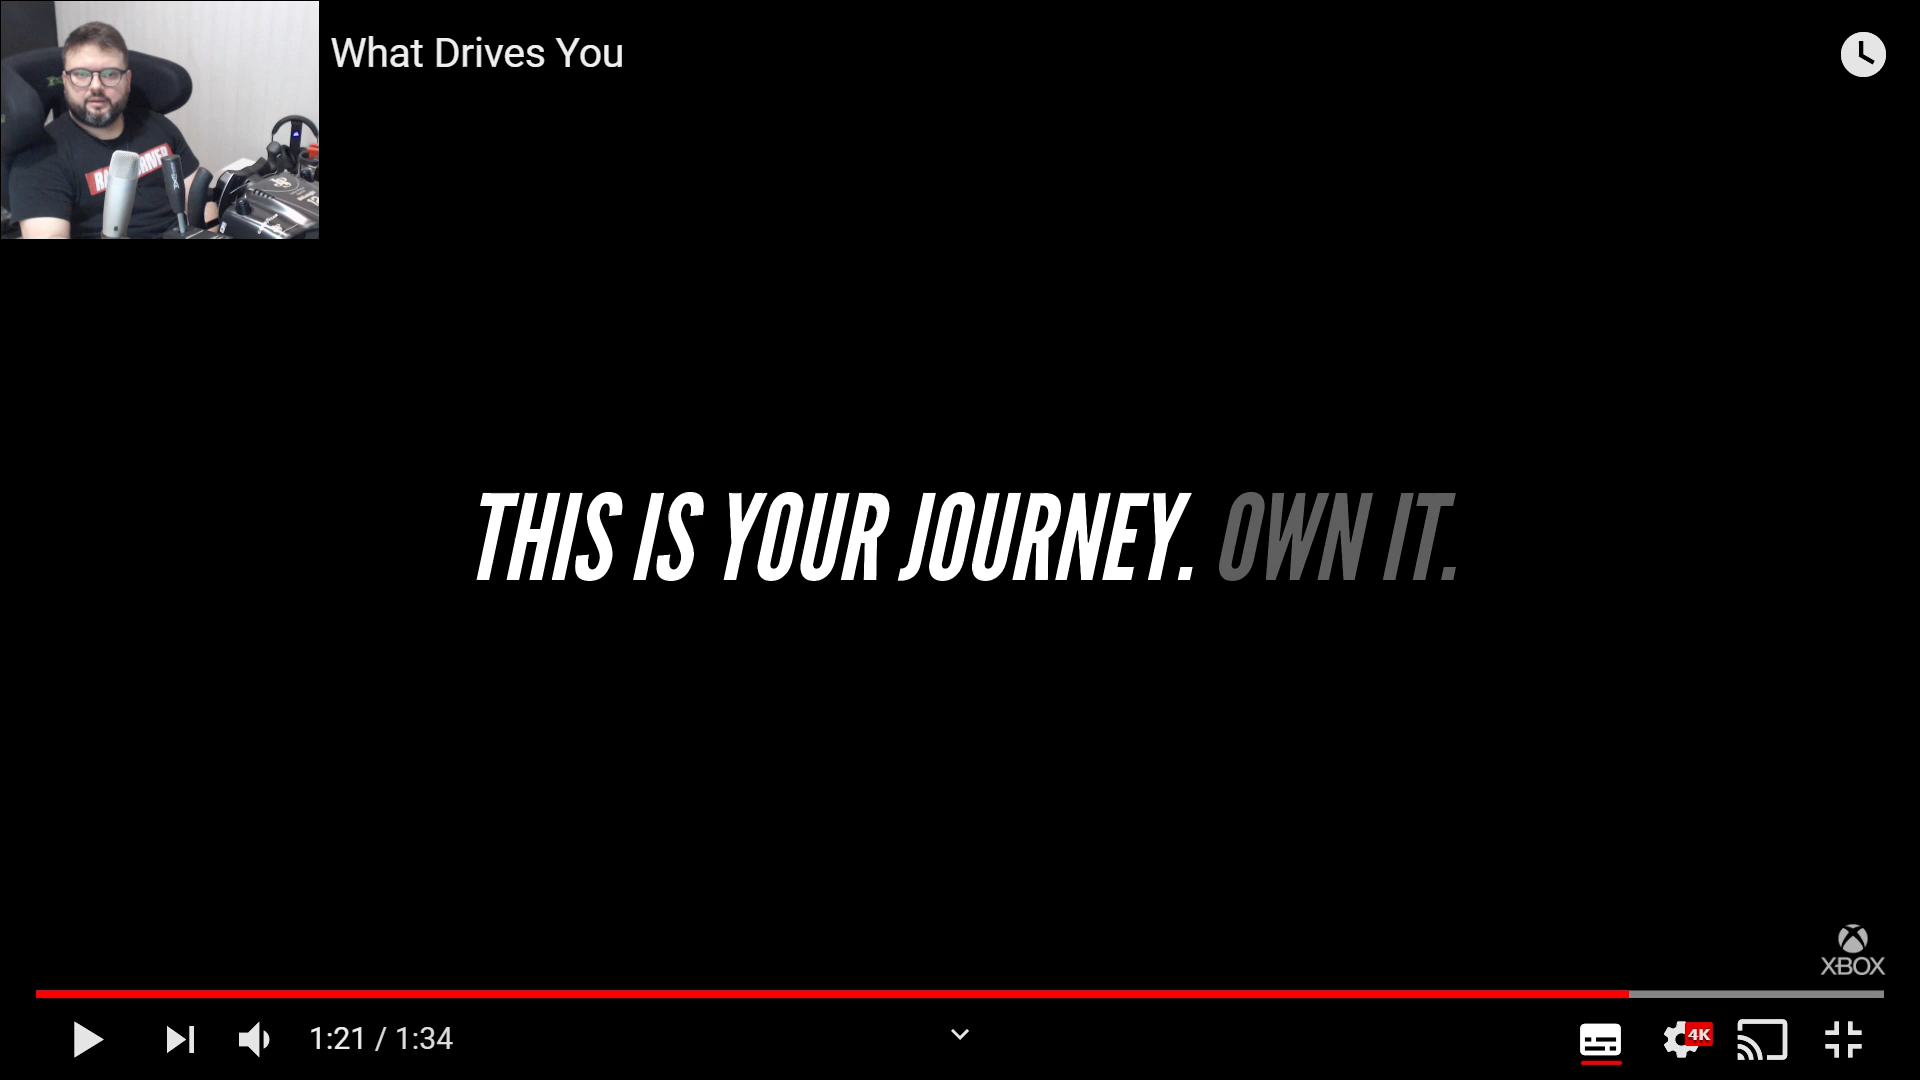 What Drives You
THIS IS YOUR JOURNEY. OWN IT.
XBOX
1:21 / 1:34
4K